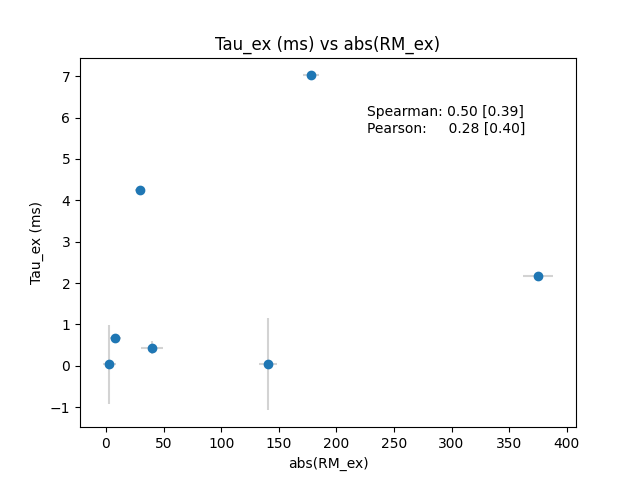 Tau_ex (ms) vs abs(RM_ex)
Spearman: 0.50 [0.39]
Pearson: 0.28 [0.40]
Tau_ex (ms)
7
6
5
4
3
2
1
0
−1
0 50 100 150 200 250 300 350 400
abs(RM_ex)